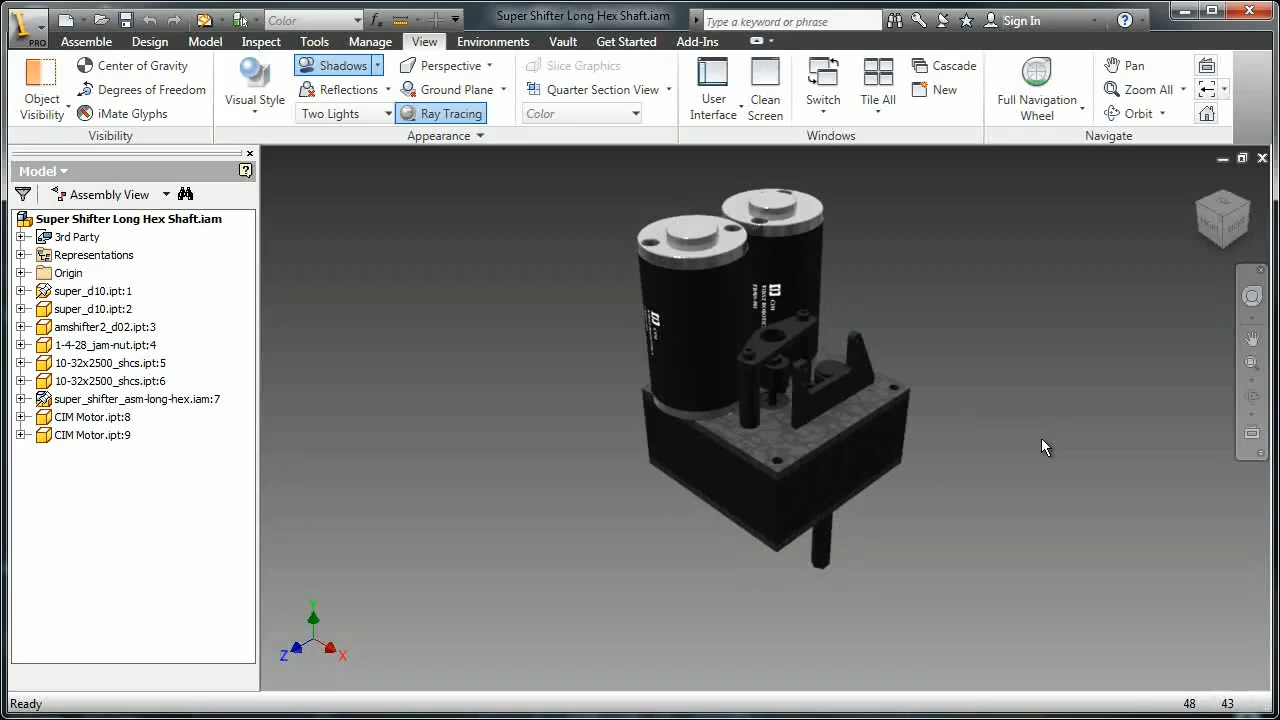 PRO
Color
Super Shifter Long Hex Shaft.iam
Type a keyword or phrase
Sign In
Assemble
Design
Model
Inspect
Tools
Manage
View
Environments
Vault
Get Started
Add-Ins
Object
Visibility
Center of Gravity
Degrees of Freedom
iMate Glyphs
Visibility
Visual Style
Shadows
Reflections
Two Lights
Perspective
Ground Plane
Ray Tracing
Slice Graphics
Quarter Section View
Color
Appearance
User
Interface
Clean
Screen
Switch
Tile All
Cascade
New
Windows
Full Navigation
Wheel
Pan
Zoom All
Orbit
Navigate
Model
Assembly View
Super Shifter Long Hex Shaft.iam
3rd Party
Representations
Origin
super_d10.ipt:1
super_d10.ipt:2
amshifter2_d02.ipt:3
1-4-28_jam-nut.ipt:4
10-32x2500_shcs.ipt:5
10-32x2500_shcs.ipt:6
super_shifter_asm-long-hex.iam:7
CIM Motor.ipt:8
CIM Motor.ipt:9
RIGHT
CIM
Y
Z
X
Ready
48
43